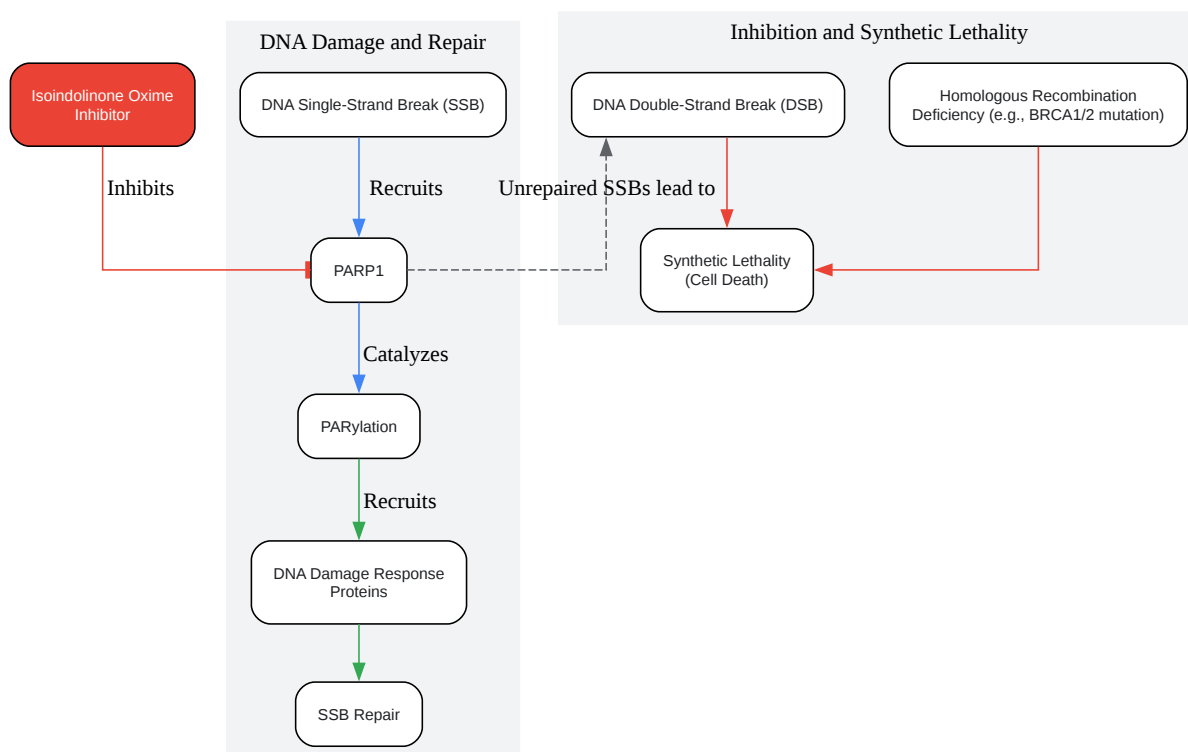 DNA Damage and Repair
Inhibition and Synthetic Lethality
Isoindolinone Oxime
Inhibitor
DNA Single-Strand Break (SSB)
DNA Double-Strand Break (DSB)
Homologous Recombination
Deficiency (e.g., BRCA1/2 mutation)
Inhibits
Recruits
Unrepaired SSBs lead to
PARP1
Synthetic Lethality
(Cell Death)
Catalyzes
PARylation
Recruits
DNA Damage Response
Proteins
SSB Repair